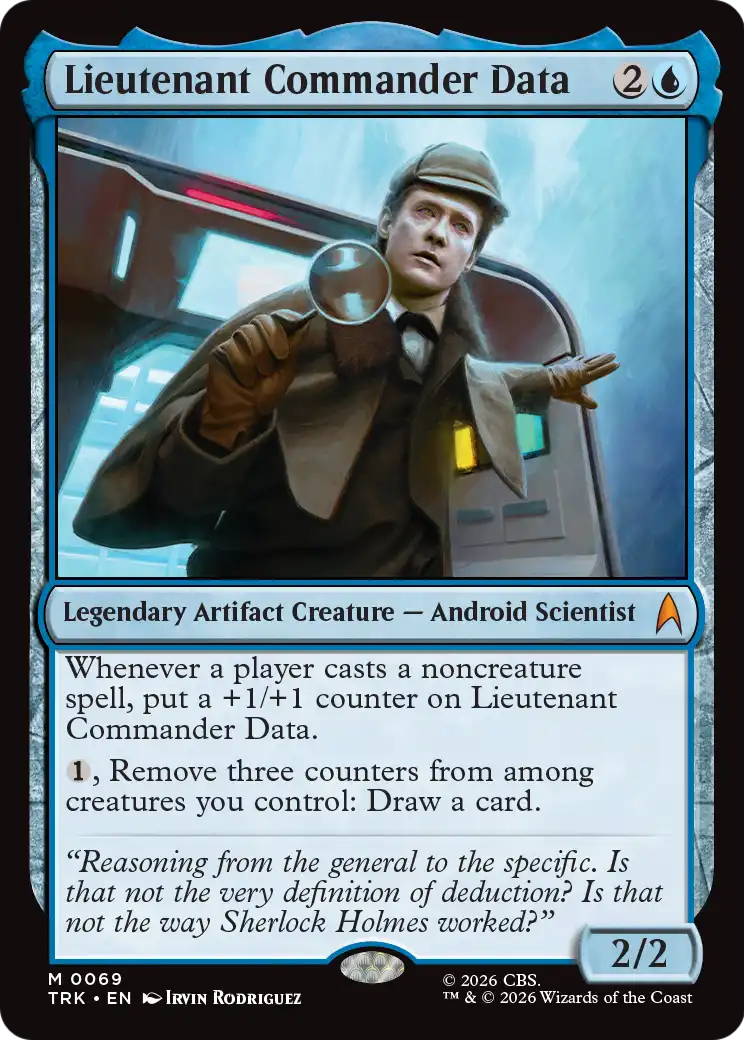 Lieutenant Commander Data 2
Legendary Artifact Creature — Android Scientist
Whenever a player casts a noncreature
spell, put a +1/+1 counter on Lieutenant
Commander Data.
1, Remove three counters from among
creatures you control: Draw a card.
“Reasoning from the general to the specific. Is
that not the very definition of deduction? Is that
not the way Sherlock Holmes worked?”
2/2
M 0069
TRK • EN Irvin Rodriguez
© 2026 CBS.
™ & © 2026 Wizards of the Coast